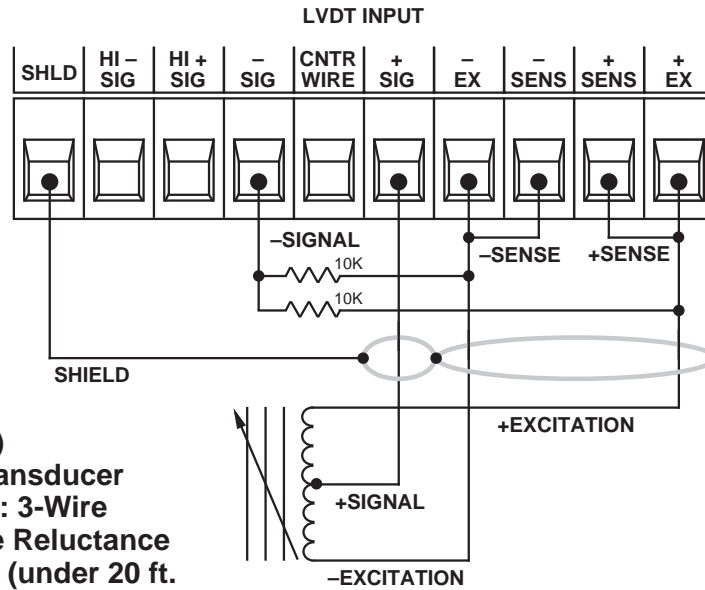 LVDT INPUT
SHLD
HI –
SIG
HI +
SIG
–
SIG
CNTR
WIRE
+
SIG
–
EX
–
SENS
+
SENS
+
EX
–SIGNAL
–SENSE
+SENSE
10K
10K
SHIELD
+EXCITATION
)
: 3-Wire
Reluctance
(under 20 ft.
+SIGNAL
–EXCITATION